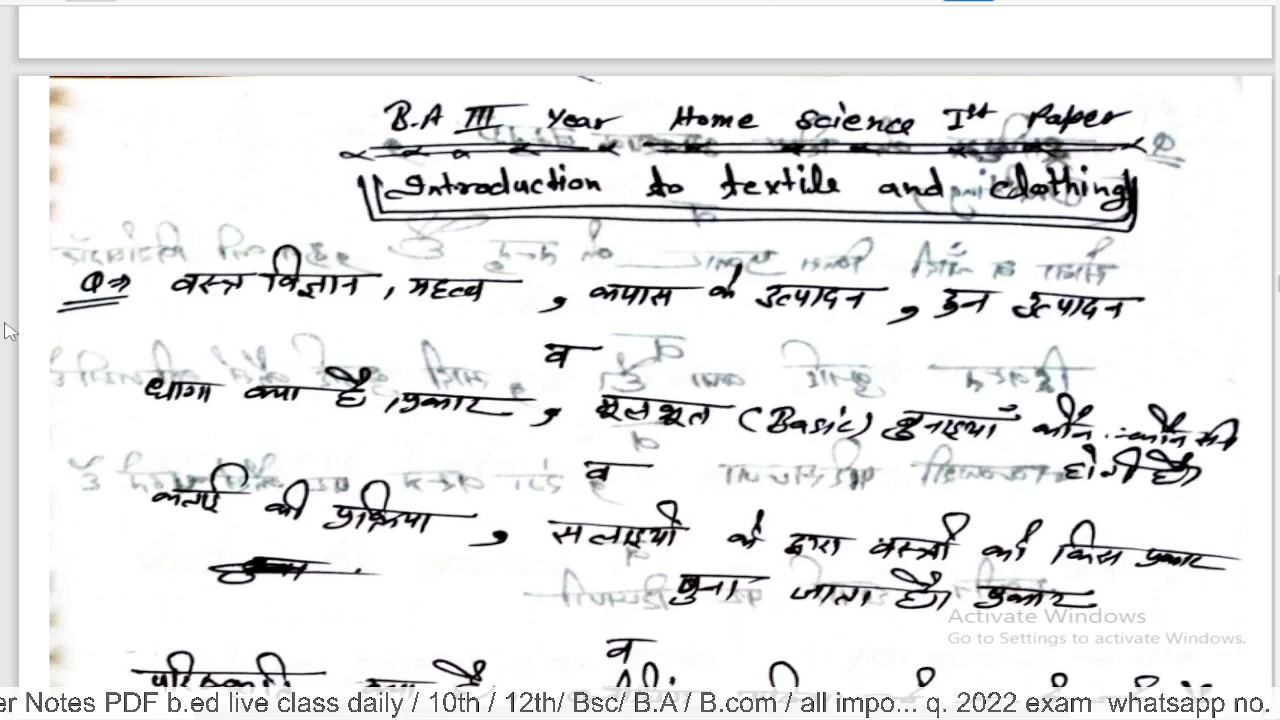 B.A III Year Home Science Ist Paper
Introduction to textile and clothing
Q⇒ वस्त्र विज्ञान, महत्व, कपास के उत्पादन, ऊन उत्पादन
व
धागा क्या है, प्रकार, मूलभूत (Basic) बुनाइयाँ कौन-कौन सी
होती है।
व
कताई की प्रक्रिया, सलाइयों के द्वारा वस्त्रों को किस प्रकार
बुना जाता है। प्रकार
व
क्या है
Activate Windows
Go to Settings to activate Windows.
er Notes PDF b.ed live class daily / 10th / 12th/ Bsc/ B.A / B.com / all impo... q. 2022 exam whatsapp no.